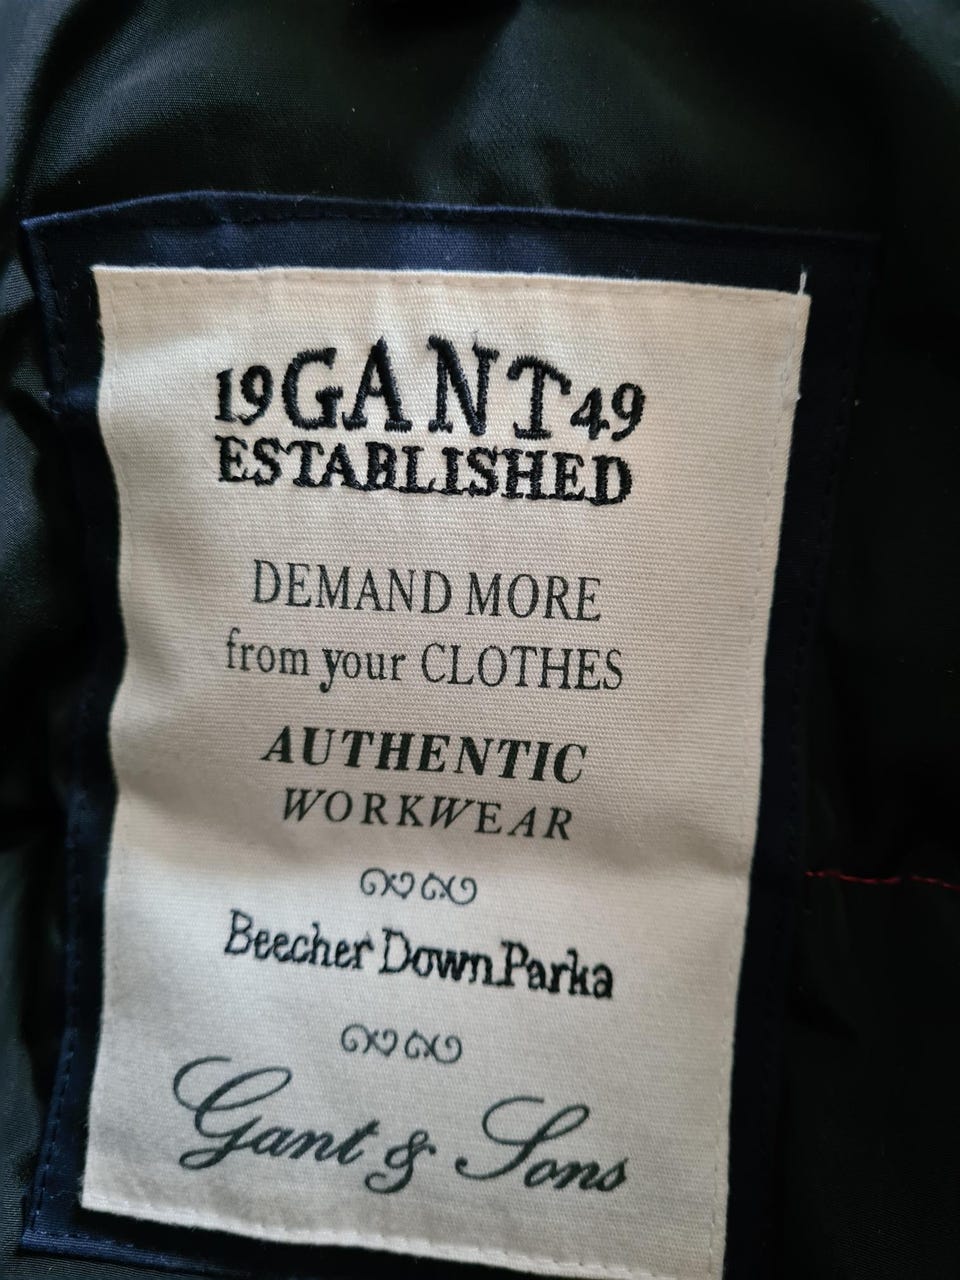 19GANT49
ESTABLISHED
DEMAND MORE
from your CLOTHES
AUTHENTIC
WORKWEAR
Beecher Down Parka
Gant & Sons